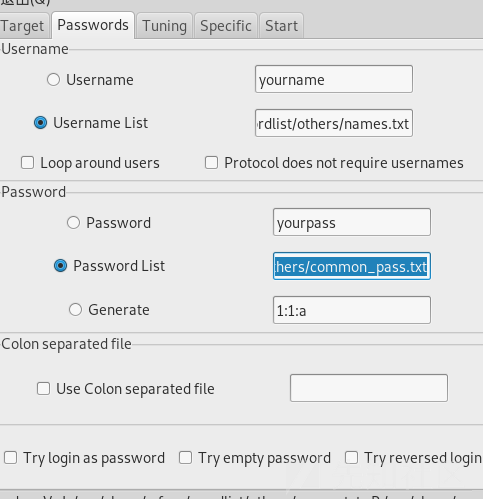 退出(Q)
Target Passwords Tuning Specific Start
Username
Username yourname
Username List rdlist/others/names.txt
Loop around users Protocol does not require usernames
Password
Password yourpass
Password List hers/common_pass.txt
Generate 1:1:a
Colon separated file
Use Colon separated file
Try login as password Try empty password Try reversed login